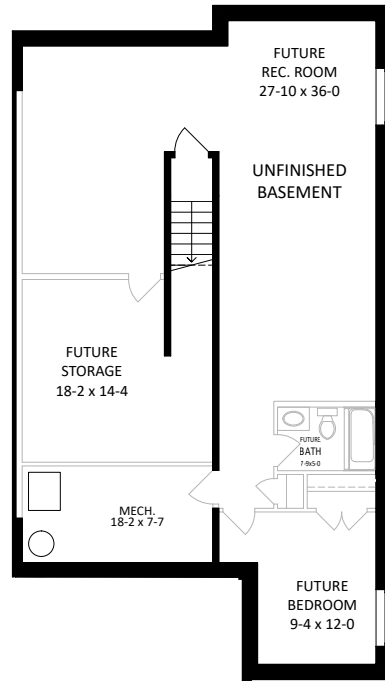 FUTURE
REC. ROOM
27-10 x 36-0
UNFINISHED
BASEMENT
FUTURE
STORAGE
18-2 x 14-4
FUTURE
BATH
7-9x5-0
MECH.
18-2 x 7-7
FUTURE
BEDROOM
9-4 x 12-0